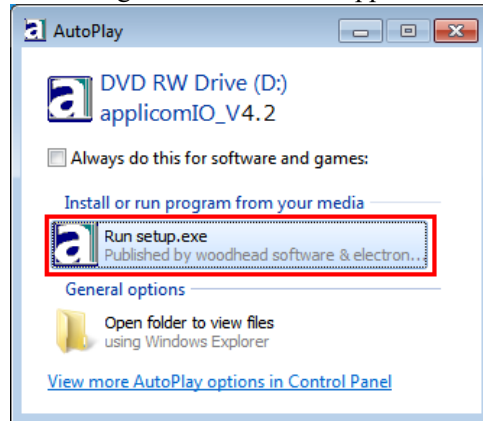 AutoPlay
DVD RW Drive (D:)
applicomIO_V4.2
Always do this for software and games:
Install or run program from your media
Run setup.exe
Published by woodhead software & electron...
General options
Open folder to view files
using Windows Explorer
View more AutoPlay options in Control Panel